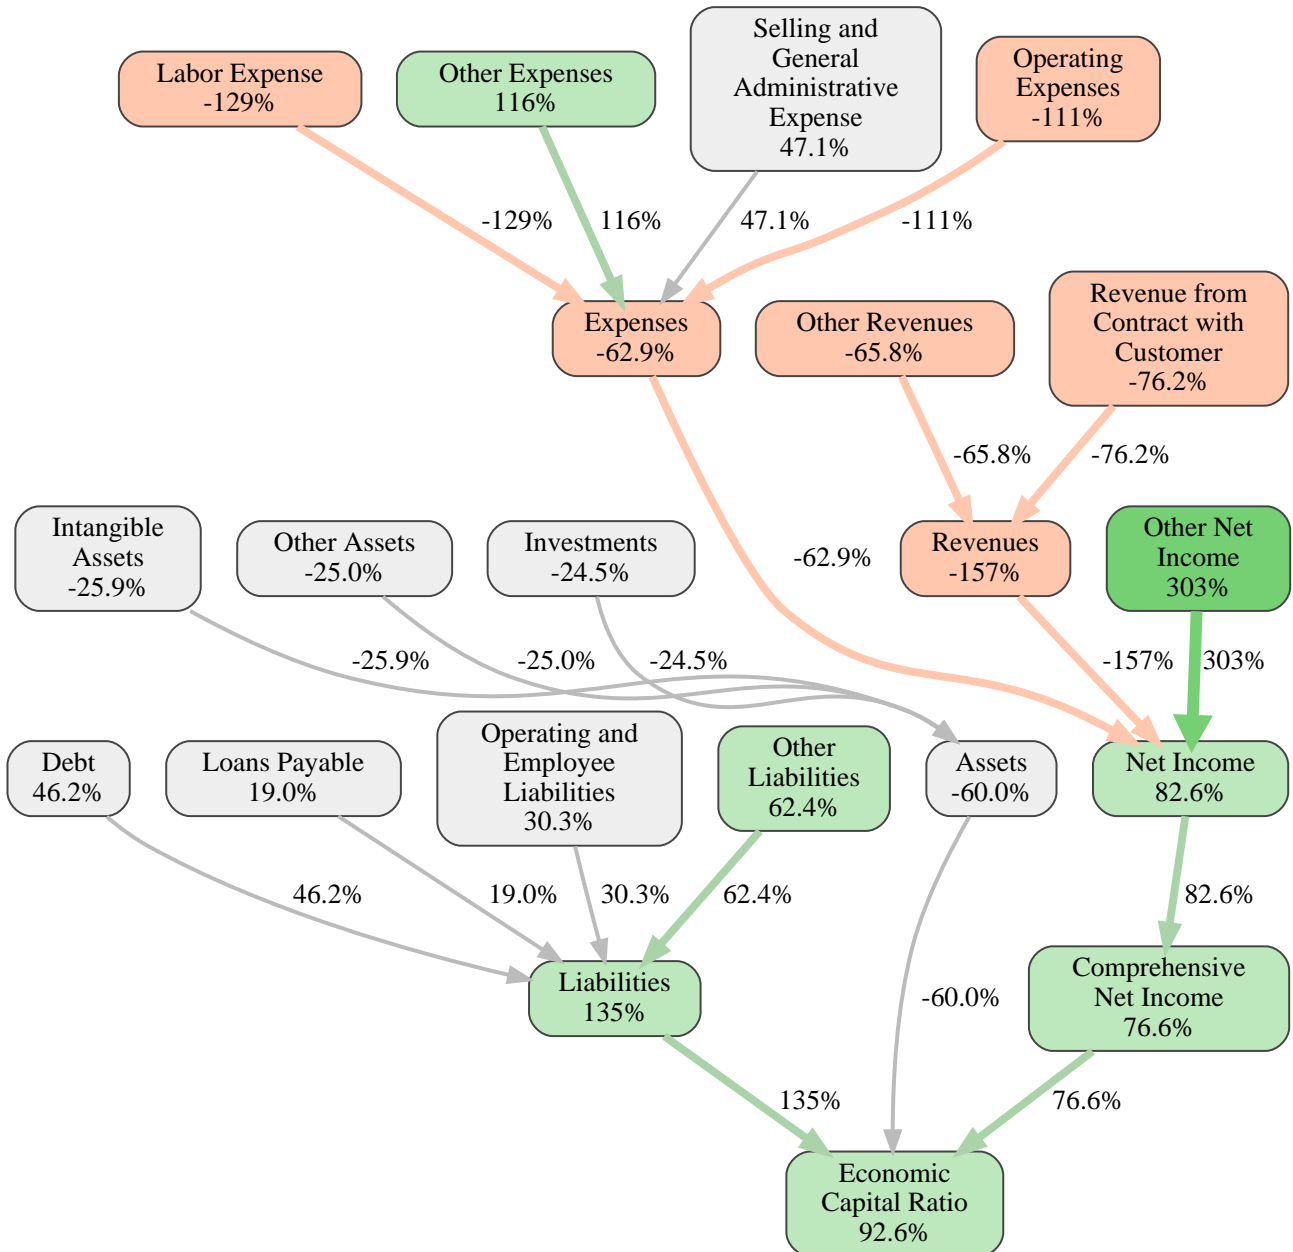 Labor Expense
-129%
Other Expenses
116%
Selling and
General
Administrative
Expense
47.1%
Operating
Expenses
-111%
-129%
116%
47.1%
-111%
Expenses
-62.9%
Other Revenues
-65.8%
Revenue from
Contract with
Customer
-76.2%
-65.8%
-76.2%
Intangible
Assets
-25.9%
Other Assets
-25.0%
Investments
-24.5%
-62.9%
Revenues
-157%
Other Net
Income
303%
-25.9%
-25.0%
-24.5%
-157%
303%
Debt
46.2%
Loans Payable
19.0%
Operating and
Employee
Liabilities
30.3%
Other
Liabilities
62.4%
Assets
-60.0%
Net Income
82.6%
46.2%
19.0%
30.3%
62.4%
82.6%
Liabilities
135%
-60.0%
Comprehensive
Net Income
76.6%
135%
76.6%
Economic
Capital Ratio
92.6%